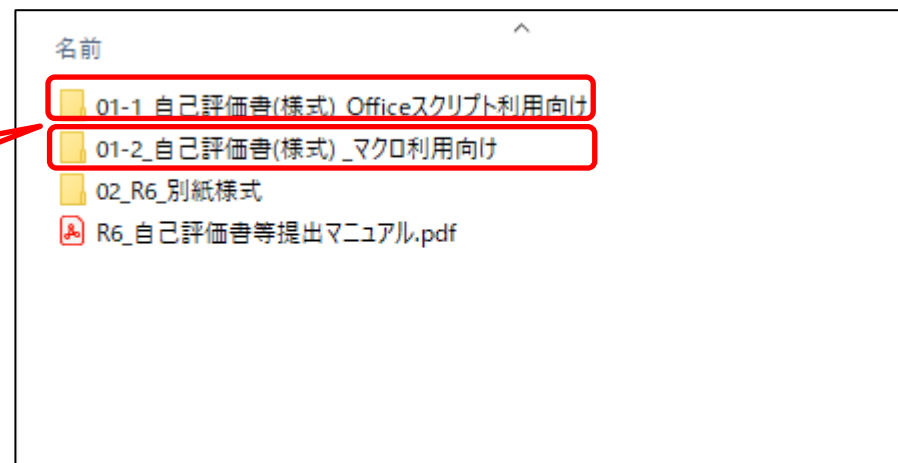 名前
01-1_自己評価書(様式)_Officeスクリプト利用向け
01-2_自己評価書(様式)_マクロ利用向け
02_R6_別紙様式
R6_自己評価書等提出マニュアル.pdf